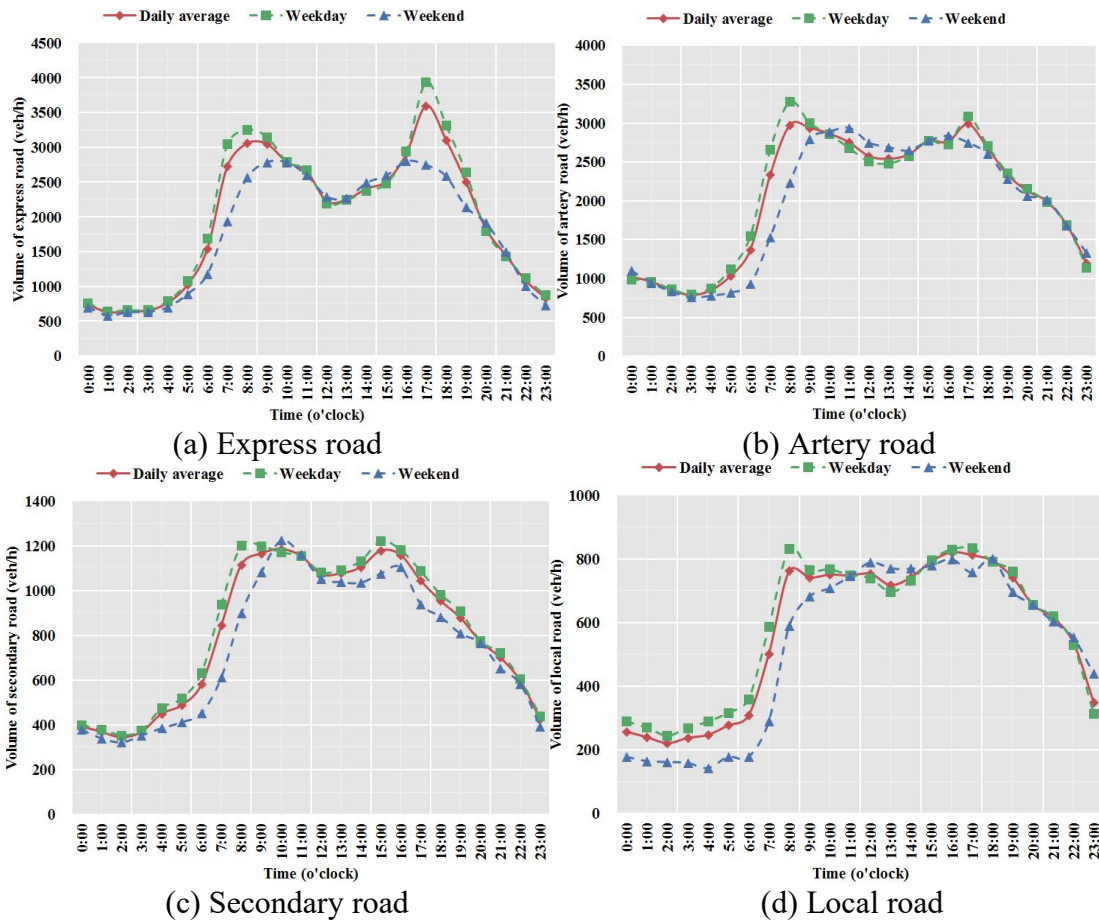 Daily average Weekday Weekend
Volume of express road (veh/h)
4500
4000
3500
3000
2500
2000
1500
1000
500
0
0:00 1:00 2:00 3:00 4:00 5:00 6:00 7:00 8:00 9:00 10:00 11:00 12:00 13:00 14:00 15:00 16:00 17:00 18:00 19:00 20:00 21:00 22:00 23:00
Time (o'clock)
(a) Express road
Daily average Weekday Weekend
Volume of artery road (veh/h)
4000
3500
3000
2500
2000
1500
1000
500
0
0:00 1:00 2:00 3:00 4:00 5:00 6:00 7:00 8:00 9:00 10:00 11:00 12:00 13:00 14:00 15:00 16:00 17:00 18:00 19:00 20:00 21:00 22:00 23:00
Time (o'clock)
(b) Artery road
Daily average Weekday Weekend
Volume of secondary road (veh/h)
1400
1200
1000
800
600
400
200
0
0:00 1:00 2:00 3:00 4:00 5:00 6:00 7:00 8:00 9:00 10:00 11:00 12:00 13:00 14:00 15:00 16:00 17:00 18:00 19:00 20:00 21:00 22:00 23:00
Time (o'clock)
(c) Secondary road
Daily average Weekday Weekend
Volume of local road (veh/h)
1000
800
600
400
200
0
0:00 1:00 2:00 3:00 4:00 5:00 6:00 7:00 8:00 9:00 10:00 11:00 12:00 13:00 14:00 15:00 16:00 17:00 18:00 19:00 20:00 21:00 22:00 23:00
Time (o'clock)
(d) Local road